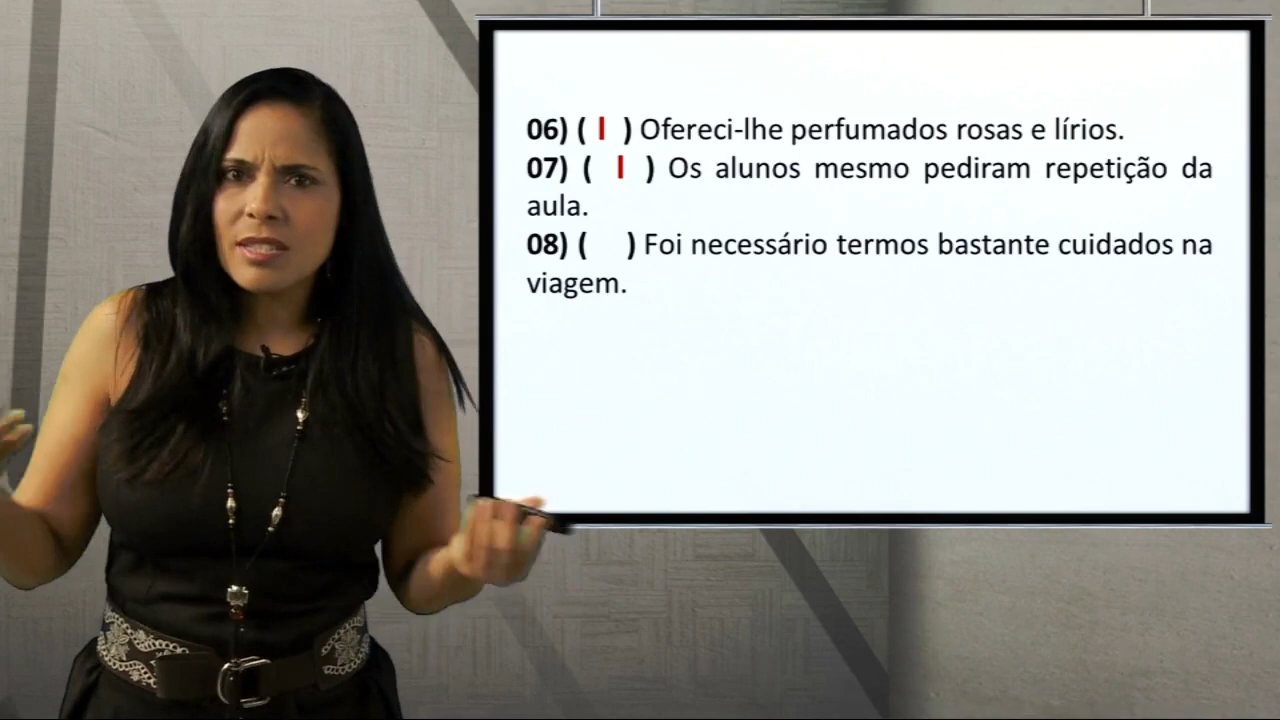 06) ( I ) Ofereci-lhe perfumados rosas e lírios.
07) ( I ) Os alunos mesmo pediram repetição da
aula.
08) ( ) Foi necessário termos bastante cuidados na
viagem.